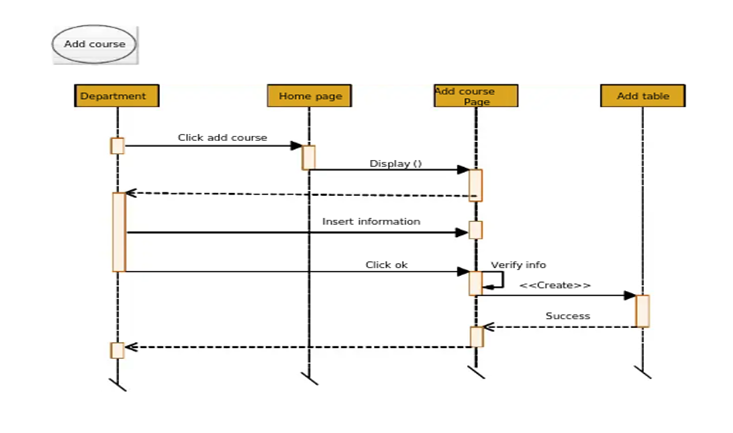 Add course
Department
Home page
Add course
Page
Add table
Click add course
Display ()
Insert information
Click ok
Verify info
<<Create>>
Success